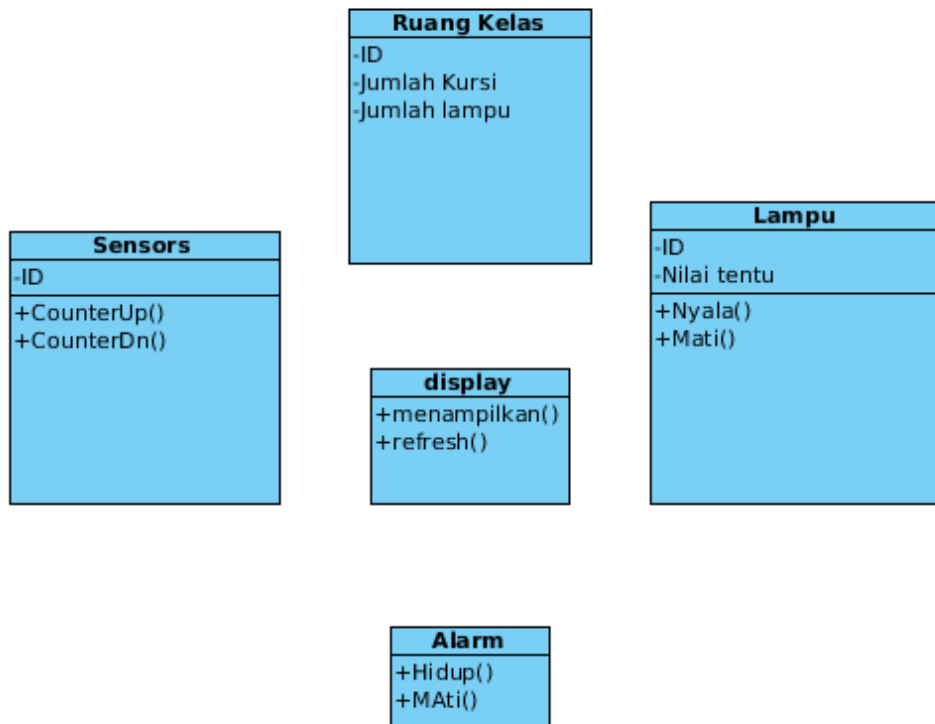 Ruang Kelas
-ID
-Jumlah Kursi
-Jumlah lampu
Sensors
-ID
+CounterUp()
+CounterDn()
Lampu
-ID
-Nilai tentu
+Nyala()
+Mati()
display
+menampilkan()
+refresh()
Alarm
+Hidup()
+MAti()